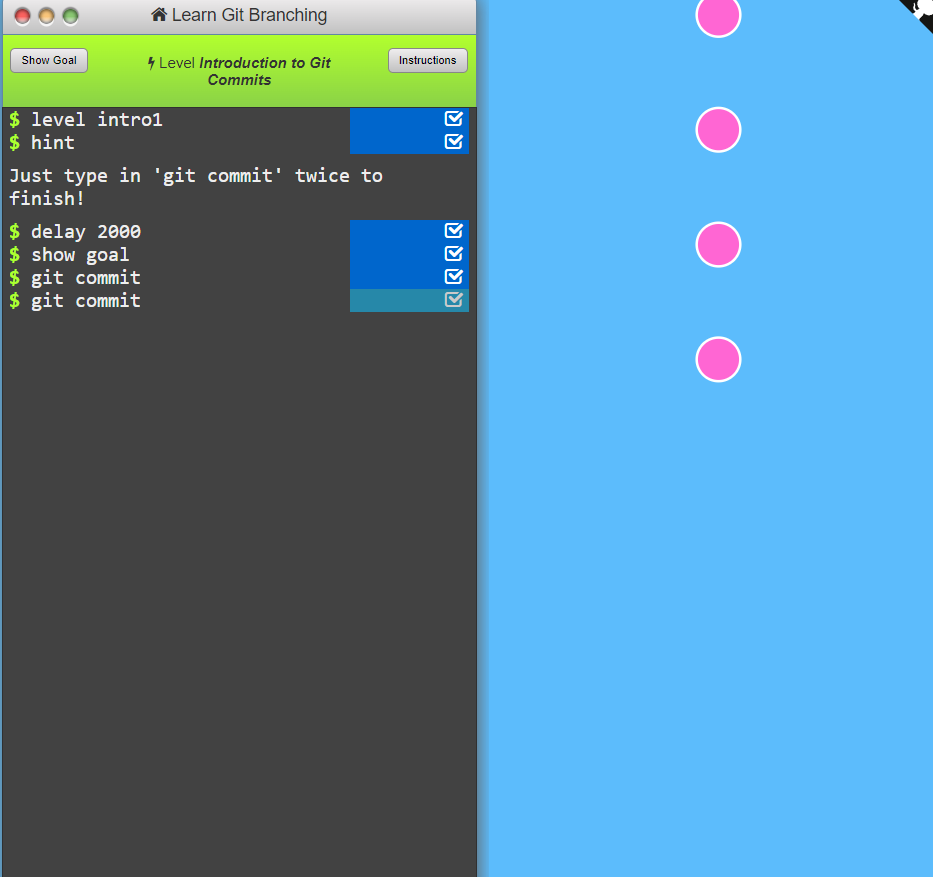 Learn Git Branching
Show Goal
Level Introduction to Git
Commits
Instructions
$ level intro1
$ hint
Just type in 'git commit' twice to
finish!
$ delay 2000
$ show goal
$ git commit
$ git commit